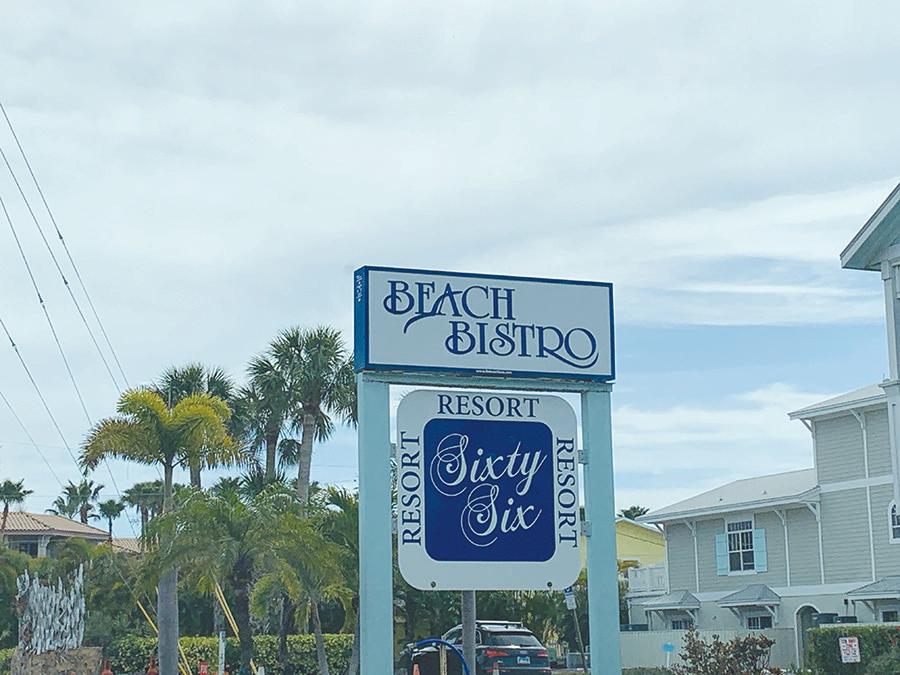 BEACH
BISTRO
RESORT
RESORT
Sixty
Six
RESORT